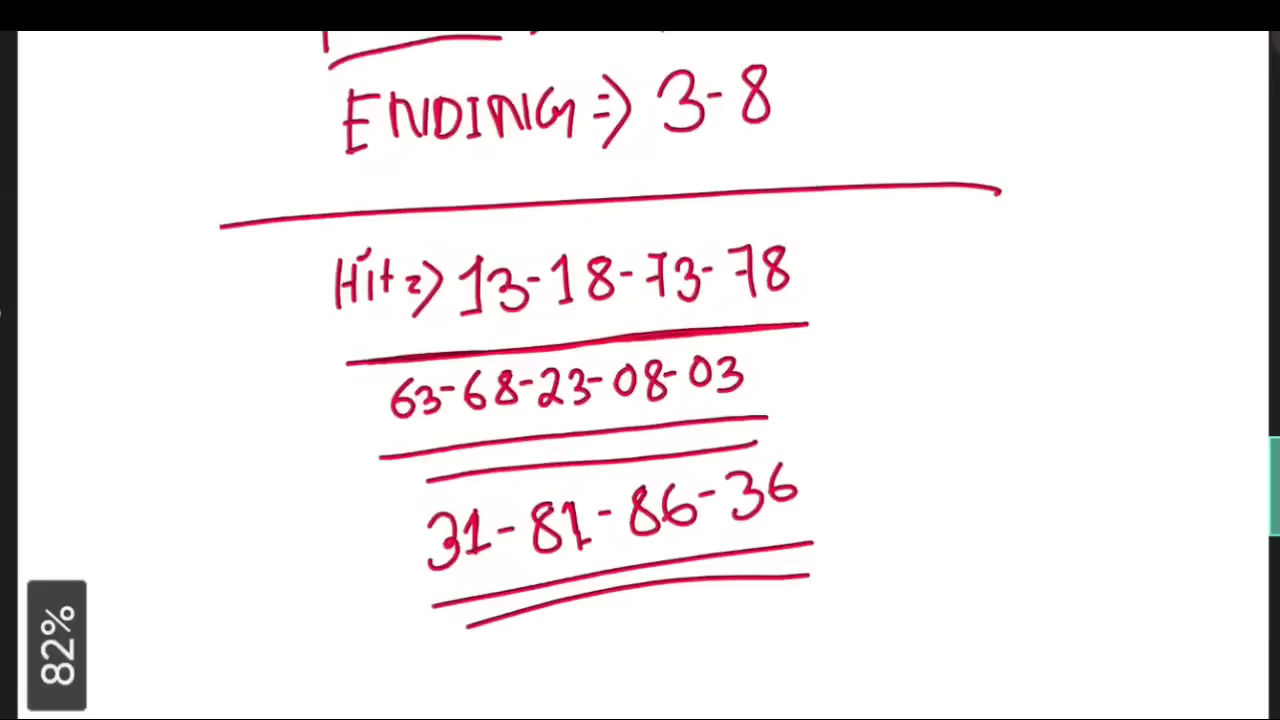 ENDING => 3-8
Hit => 13-18-73-78
63-68-23-08-03
31-81-86-36
82%